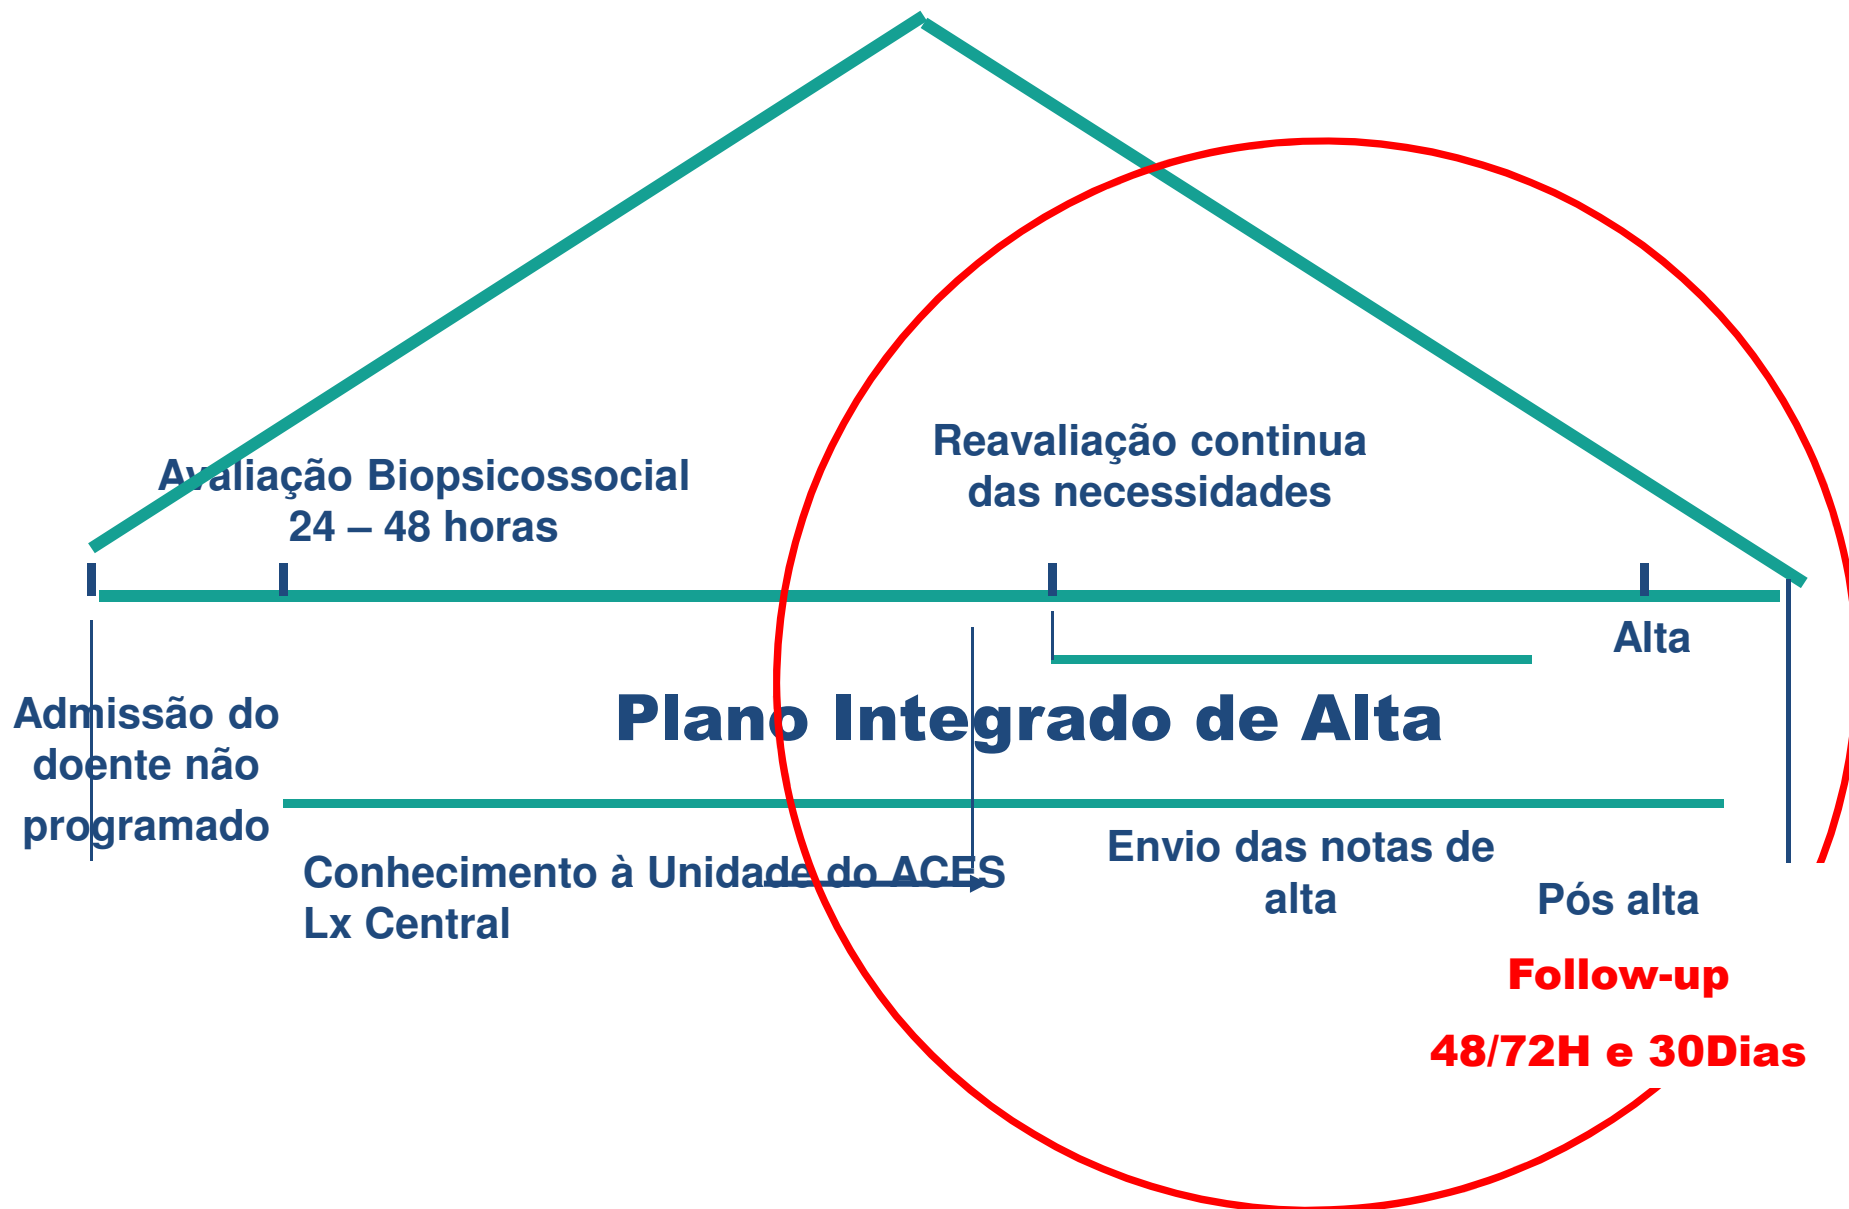 Avaliação Biopsicossocial
24 – 48 horas
Reavaliação continua
das necessidades
Alta
Admissão do
doente não
programado
Plano Integrado de Alta
Conhecimento à Unidade do ACES
Lx Central
Envio das notas de
alta
Pós alta
Follow-up
48/72H e 30Dias